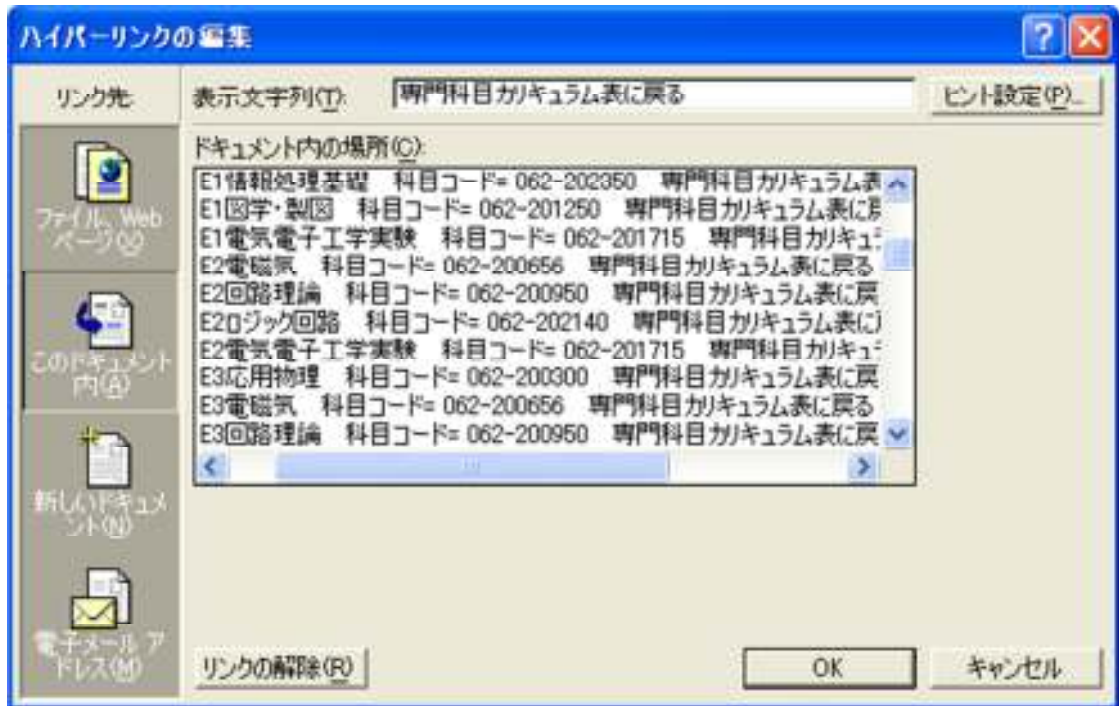 ハイパーリンクの編集
リンク先:
表示文字列(T):
専門科目カリキュラム表に戻る
ヒント設定(P)...
ファイル、Web
ページ(X)
このドキュメント
内(A)
新しいドキュメ
ント(N)
電子メール ア
ドレス(M)
ドキュメント内の場所(C):
E1情報処理基礎 科目コード= 062-202350 専門科目カリキュラム表
E1図学・製図 科目コード= 062-201250 専門科目カリキュラム表に戻
E1電気電子工学実験 科目コード= 062-201715 専門科目カリキュラ
E2電磁気 科目コード= 062-200656 専門科目カリキュラム表に戻る
E2回路理論 科目コード= 062-200950 専門科目カリキュラム表に戻
E2ロジック回路 科目コード= 062-202140 専門科目カリキュラム表に
E2電気電子工学実験 科目コード= 062-201715 専門科目カリキュラ
E3応用物理 科目コード= 062-200300 専門科目カリキュラム表に戻
E3電磁気 科目コード= 062-200656 専門科目カリキュラム表に戻る
E3回路理論 科目コード= 062-200950 専門科目カリキュラム表に戻
リンクの解除(R)
OK
キャンセル